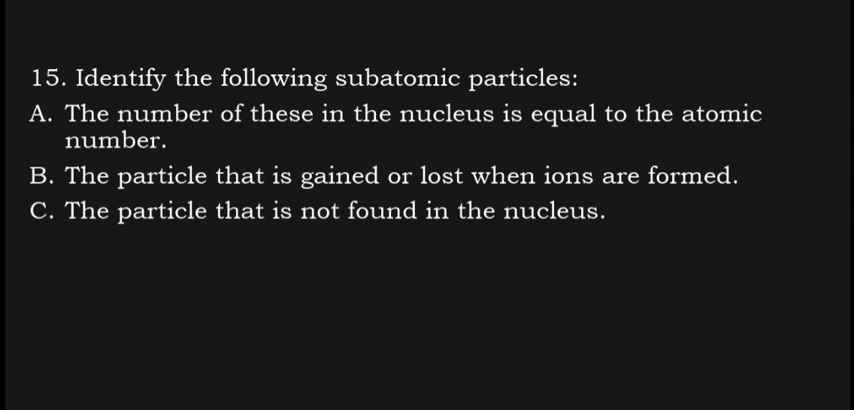 15. Identify the following subatomic particles:
A. The number of these in the nucleus is equal to the atomic
number.
B. The particle that is gained or lost when ions are formed.
C. The particle that is not found in the nucleus.